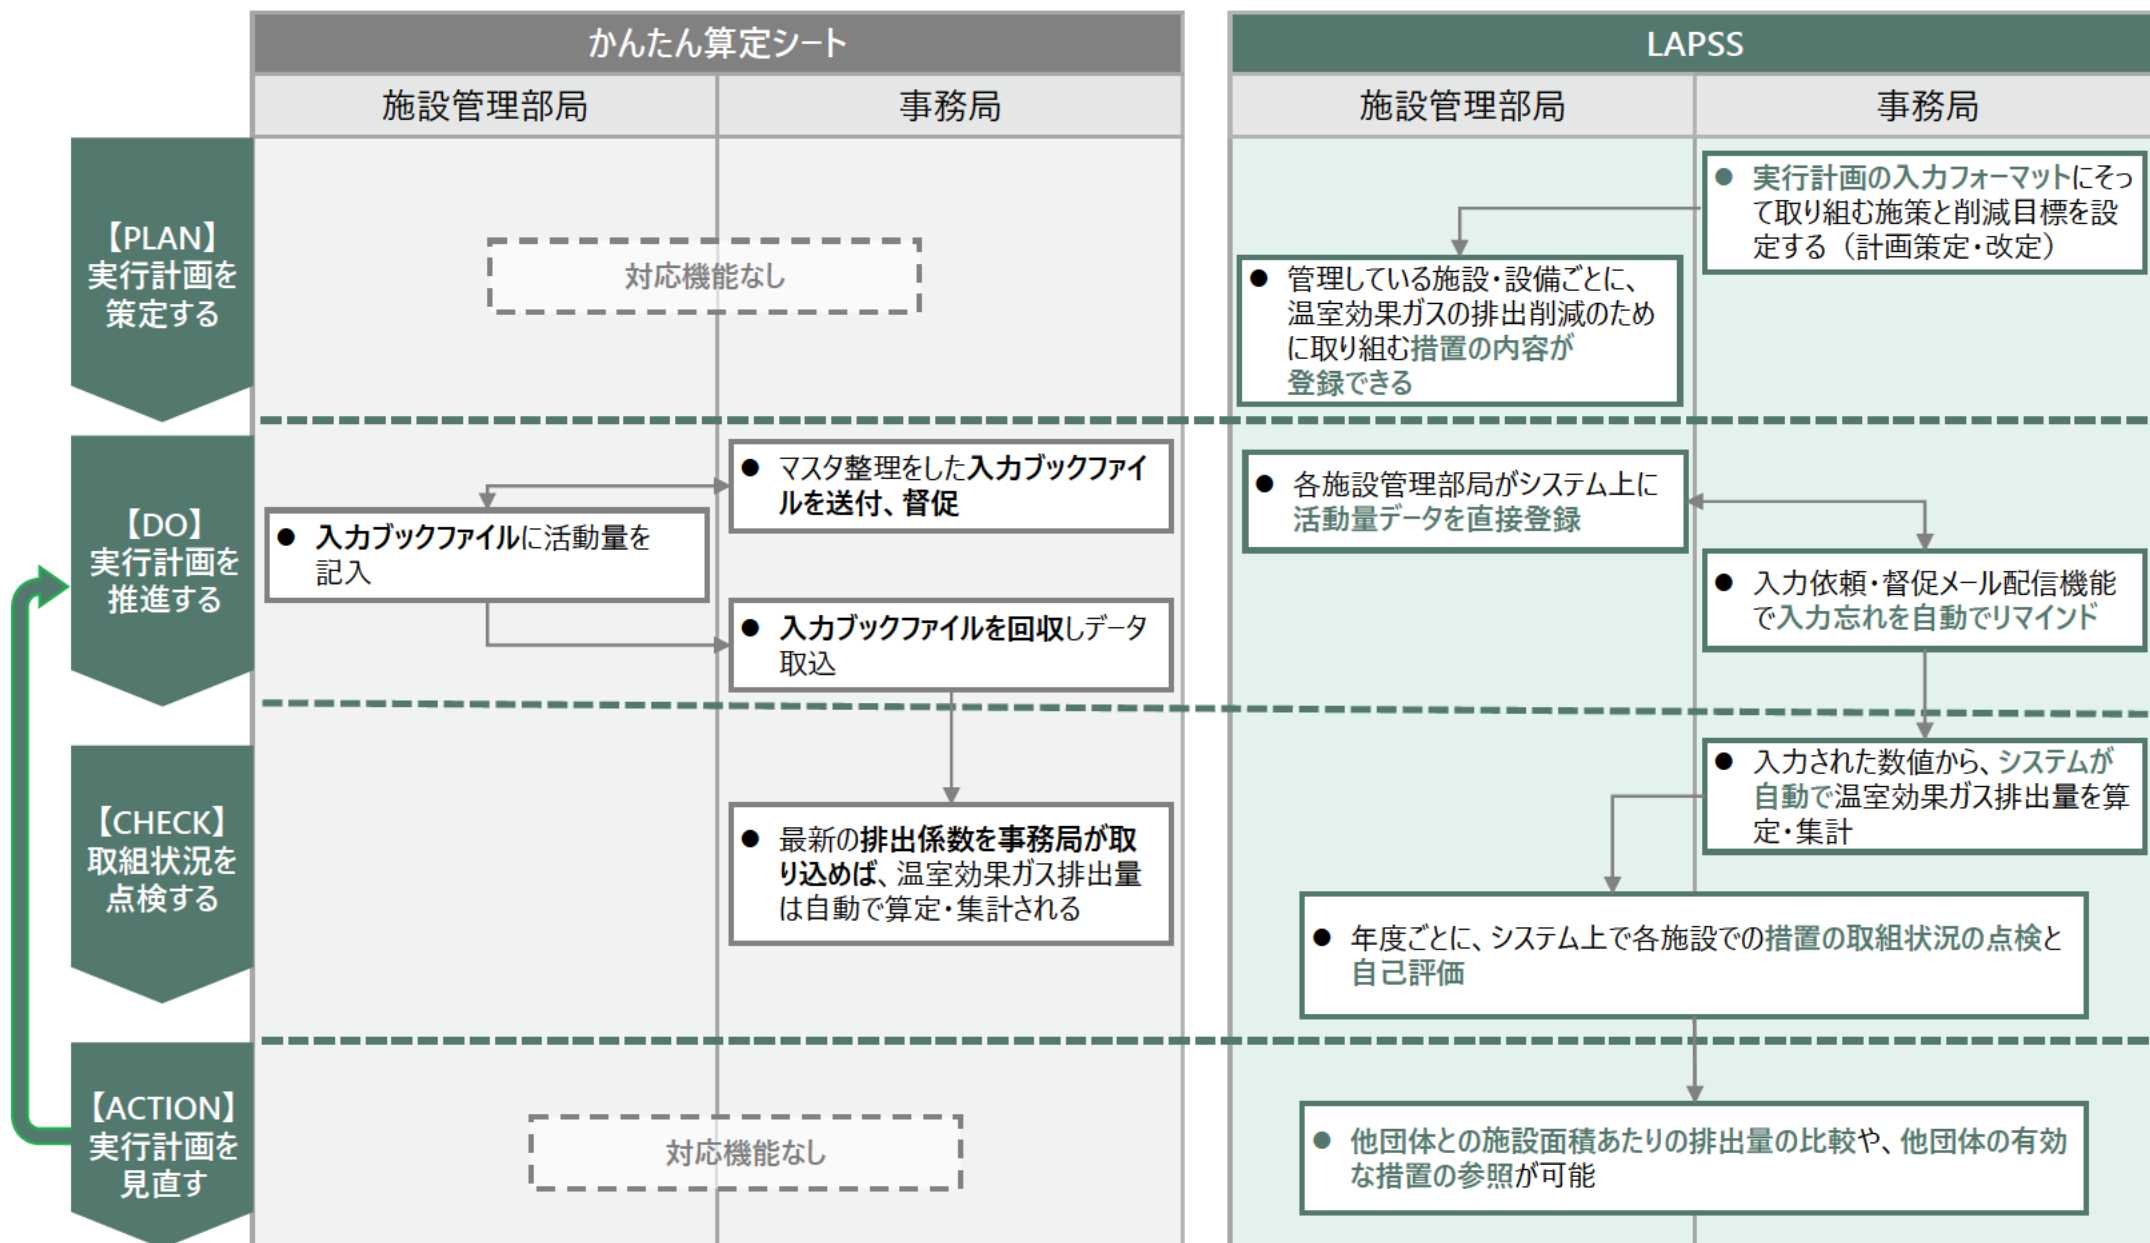 かんたん算定シート
LAPSS
施設管理部局
事務局
施設管理部局
事務局
【PLAN】
実行計画を
策定する
対応機能なし
● 実行計画の入力フォーマットにそっ
て取り組む施策と削減目標を設
定する（計画策定・改定）
● 管理している施設・設備ごとに、
温室効果ガスの排出削減のため
に取り組む措置の内容が
登録できる
【DO】
実行計画を
推進する
● マスタ整理をした入力ブックファイ
ルを送付、督促
● 入力ブックファイルに活動量を
記入
● 入力ブックファイルを回収しデータ
取込
● 各施設管理部局がシステム上に
活動量データを直接登録
● 入力依頼・督促メール配信機能
で入力忘れを自動でリマインド
【CHECK】
取組状況を
点検する
● 最新の排出係数を事務局が取
り込めば、温室効果ガス排出量
は自動で算定・集計される
● 入力された数値から、システムが
自動で温室効果ガス排出量を算
定・集計
● 年度ごとに、システム上で各施設での措置の取組状況の点検と
自己評価
【ACTION】
実行計画を
見直す
対応機能なし
● 他団体との施設面積あたりの排出量の比較や、他団体の有効
な措置の参照が可能